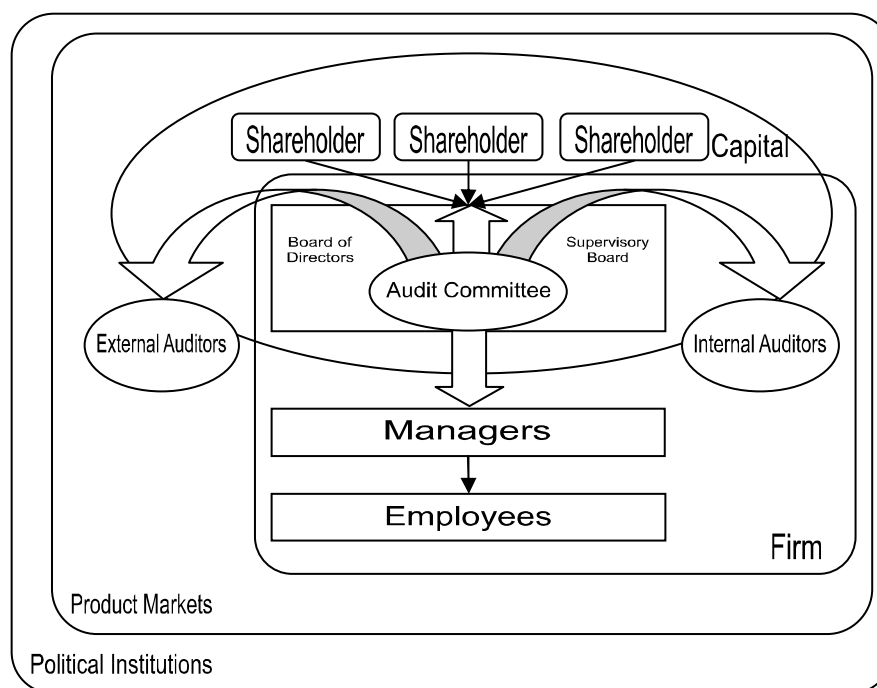 Shareholder
Shareholder
Shareholder
Capital
Board of
Directors
Supervisory
Board
Audit Committee
External Auditors
Internal Auditors
Managers
Employees
Firm
Product Markets
Political Institutions